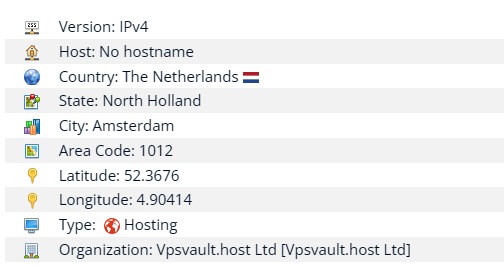 Version: IPv4
Host: No hostname
Country: The Netherlands
State: North Holland
City: Amsterdam
Area Code: 1012
Latitude: 52.3676
Longitude: 4.90414
Type: Hosting
Organization: Vpsvault.host Ltd [Vpsvault.host Ltd]